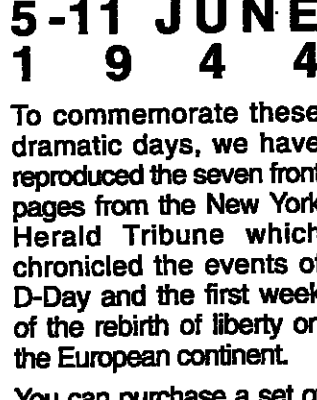 5-11 JUNE
1 9 4 4
To commemorate these
dramatic days, we have
reproduced the seven front
pages from the New York
Herald Tribune which
chronicled the events of
D-Day and the first week
of the rebirth of liberty on
the European continent.
You can purchase a set of